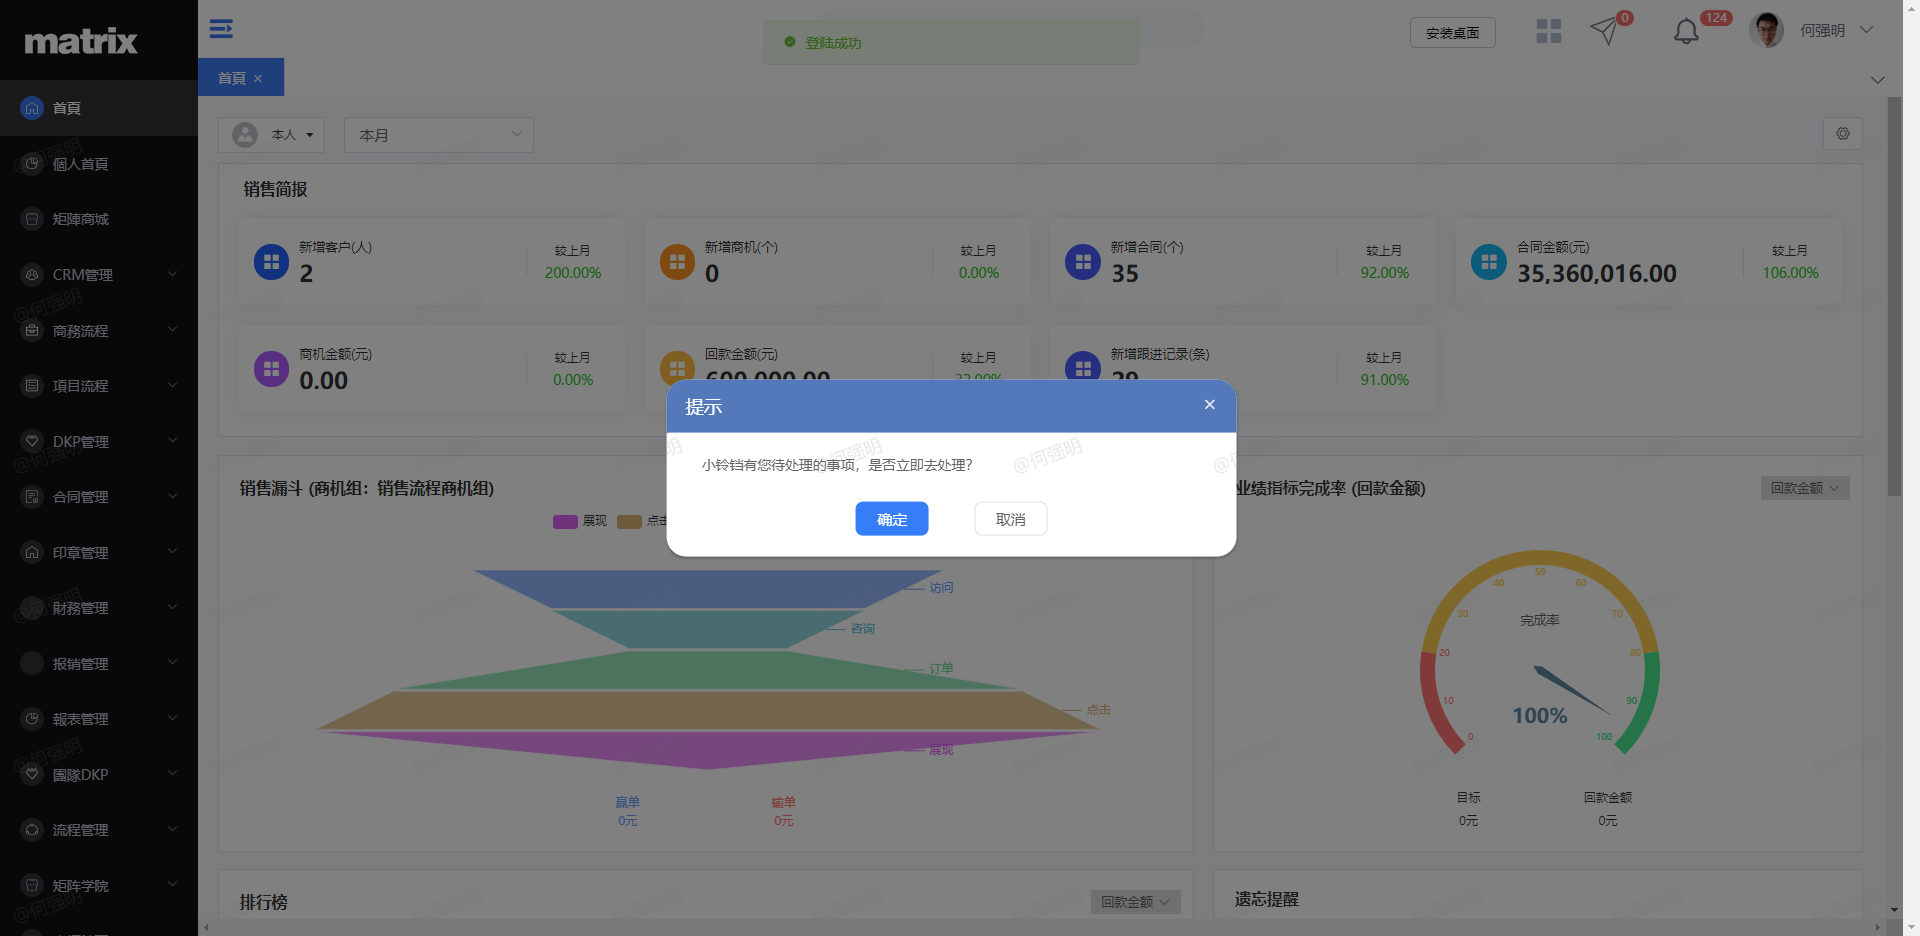 matrix
登陆成功
安装桌面
0
124
何强明
首頁
首頁
個人首頁
矩陣商城
CRM管理
商務流程
項目流程
DKP管理
合同管理
印章管理
財務管理
报销管理
報表管理
團隊DKP
流程管理
矩阵学院
本人
本月
销售简报
新增客户(人)
2
较上月
200.00%
新增商机(个)
0
较上月
0.00%
新增合同(个)
35
较上月
92.00%
合同金额(元)
35,360,016.00
较上月
106.00%
商机金额(元)
0.00
较上月
0.00%
回款金额(元)
600,000.00
较上月
新增跟进记录(条)
较上月
91.00%
提示
小铃铛有您待处理的事项，是否立即去处理?
确定
取消
销售漏斗 (商机组：销售流程商机组)
展现
点击
访问
咨询
订单
点击
展现
赢单
0元
输单
0元
业绩指标完成率 (回款金额)
回款金额
0
10
20
30
40
50
60
70
80
90
100
完成率
100%
目标
0元
回款金额
0元
排行榜
回款金额
遗忘提醒
@何强明